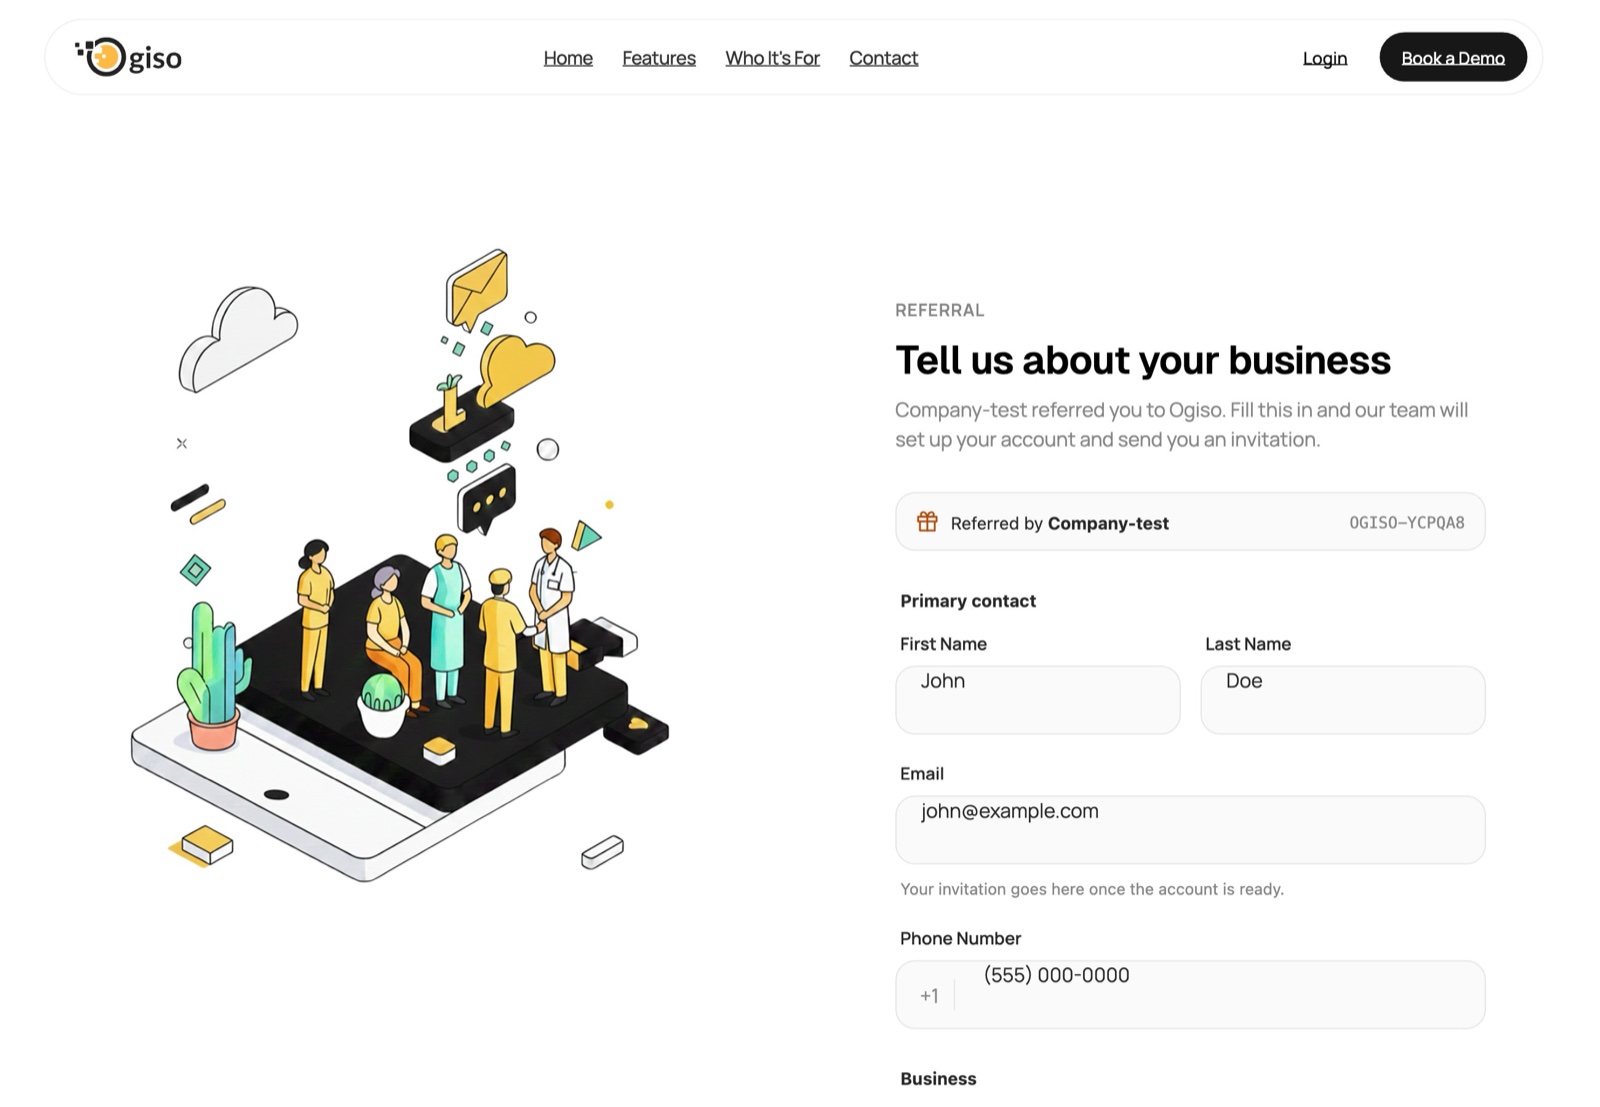 Ogiso
Home Features Who It's For Contact
Login Book a Demo
L
REFERRAL
Tell us about your business
Company-test referred you to Ogiso. Fill this in and our team will
set up your account and send you an invitation.
Referred by Company-test OGISO-YCPQA8
Primary contact
First Name Last Name
John Doe
Email
john@example.com
Your invitation goes here once the account is ready.
Phone Number
+1 (555) 000-0000
Business